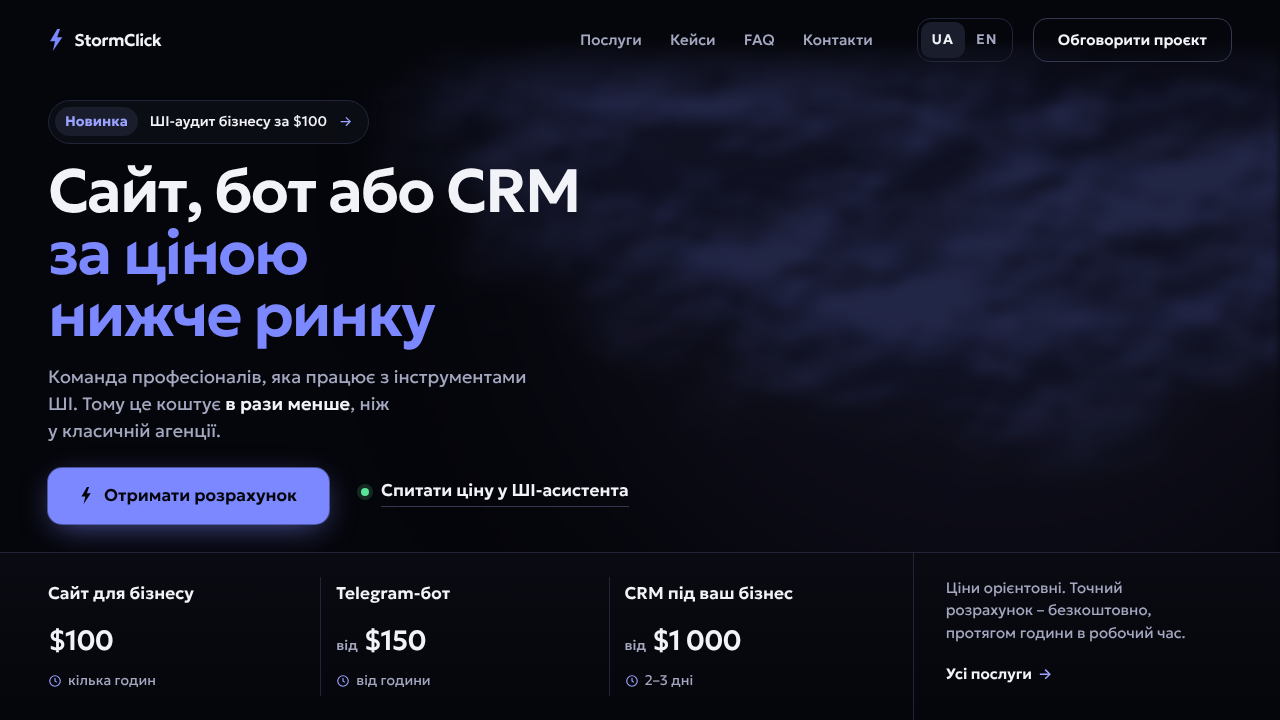 StormClick
Послуги Кейси FAQ Контакти UA EN Обговорити проєкт
Новинка ШІ-аудит бізнесу за $100 →
Сайт, бот або CRM
за ціною
нижче ринку
Команда професіоналів, яка працює з інструментами
ШІ. Тому це коштує в рази менше, ніж
у класичній агенції.
Отримати розрахунок
Спитати ціну у ШІ-асистента
Сайт для бізнесу
$100
кілька годин
Telegram-бот
від $150
від години
CRM під ваш бізнес
від $1 000
2–3 дні
Ціни орієнтовні. Точний
розрахунок – безкоштовно,
протягом години в робочий час.
Усі послуги →